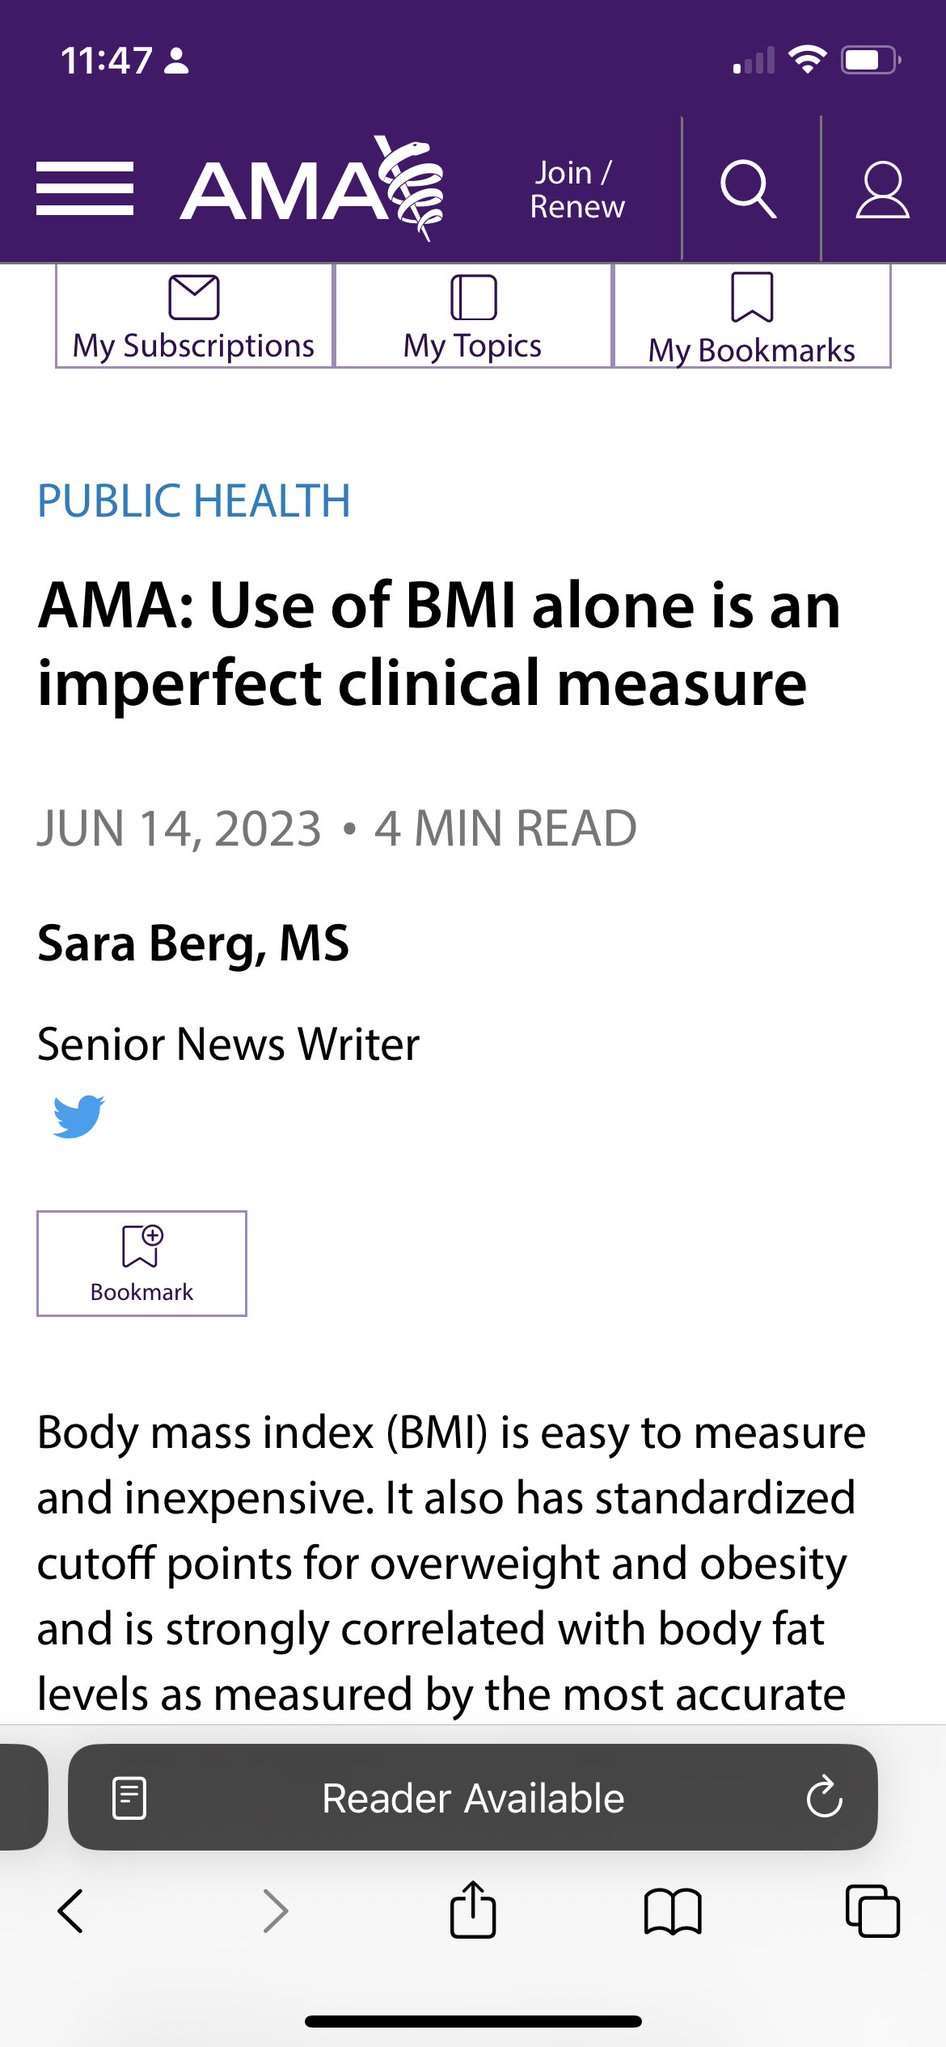 11:47
AMA
Join /
Renew
My Subscriptions
My Topics
My Bookmarks
PUBLIC HEALTH
AMA: Use of BMI alone is an
imperfect clinical measure
JUN 14, 2023 • 4 MIN READ
Sara Berg, MS
Senior News Writer
Bookmark
Body mass index (BMI) is easy to measure
and inexpensive. It also has standardized
cutoff points for overweight and obesity
and is strongly correlated with body fat
levels as measured by the most accurate
Reader Available